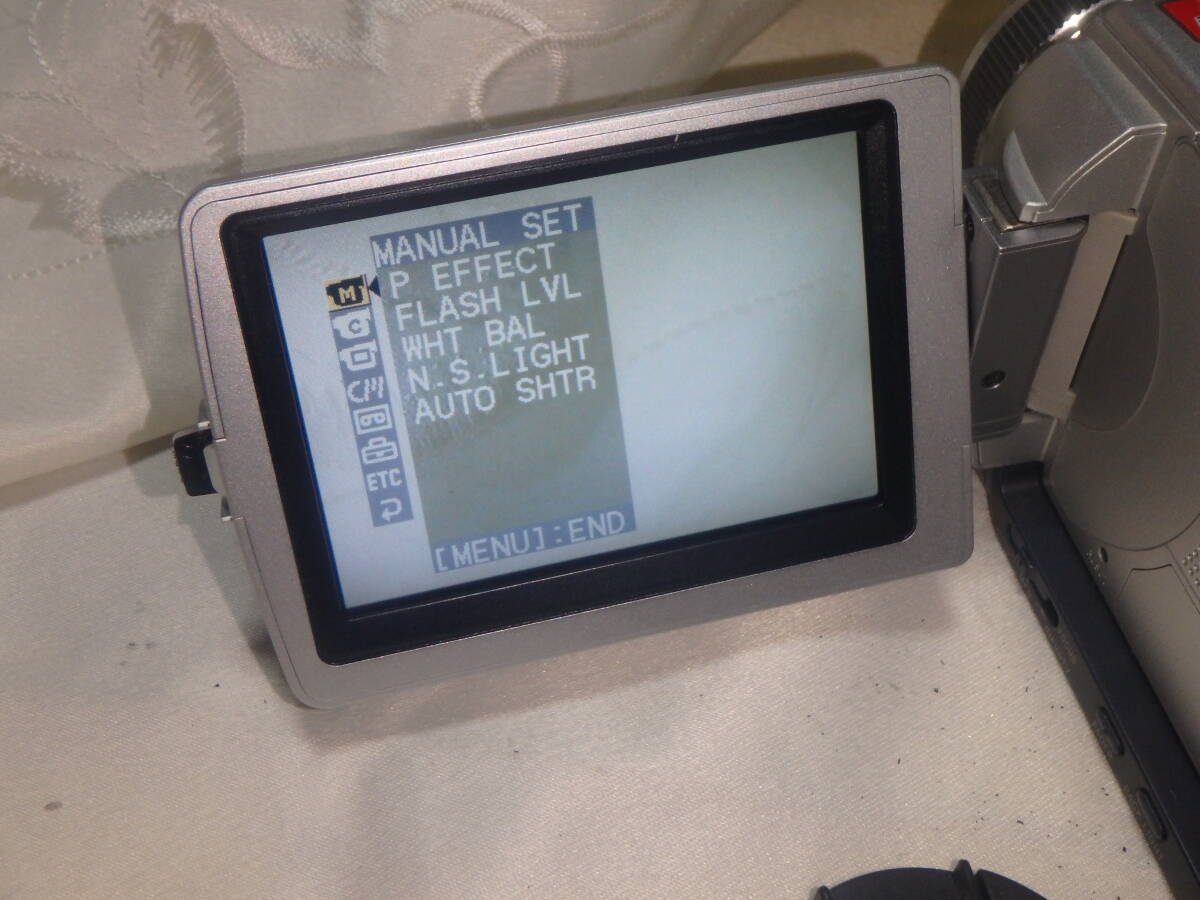 MANUAL SET
P EFFECT
FLASH LVL
WHT BAL
N.S.LIGHT
AUTO SHTR
ETC
[MENU]:END